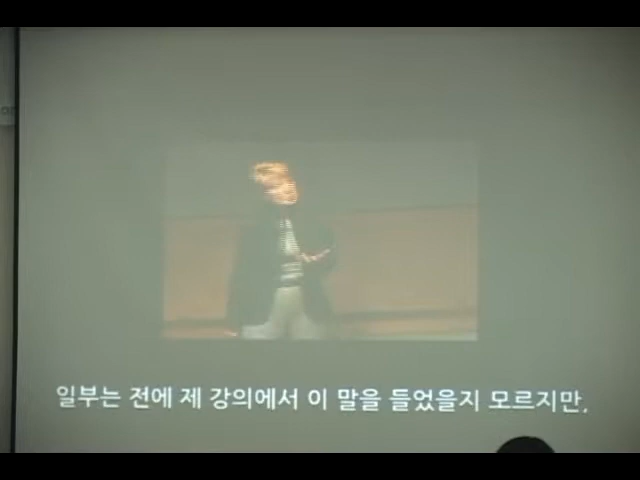 일부는 전에 제 강의에서 이 말을 들었을지 모르지만,